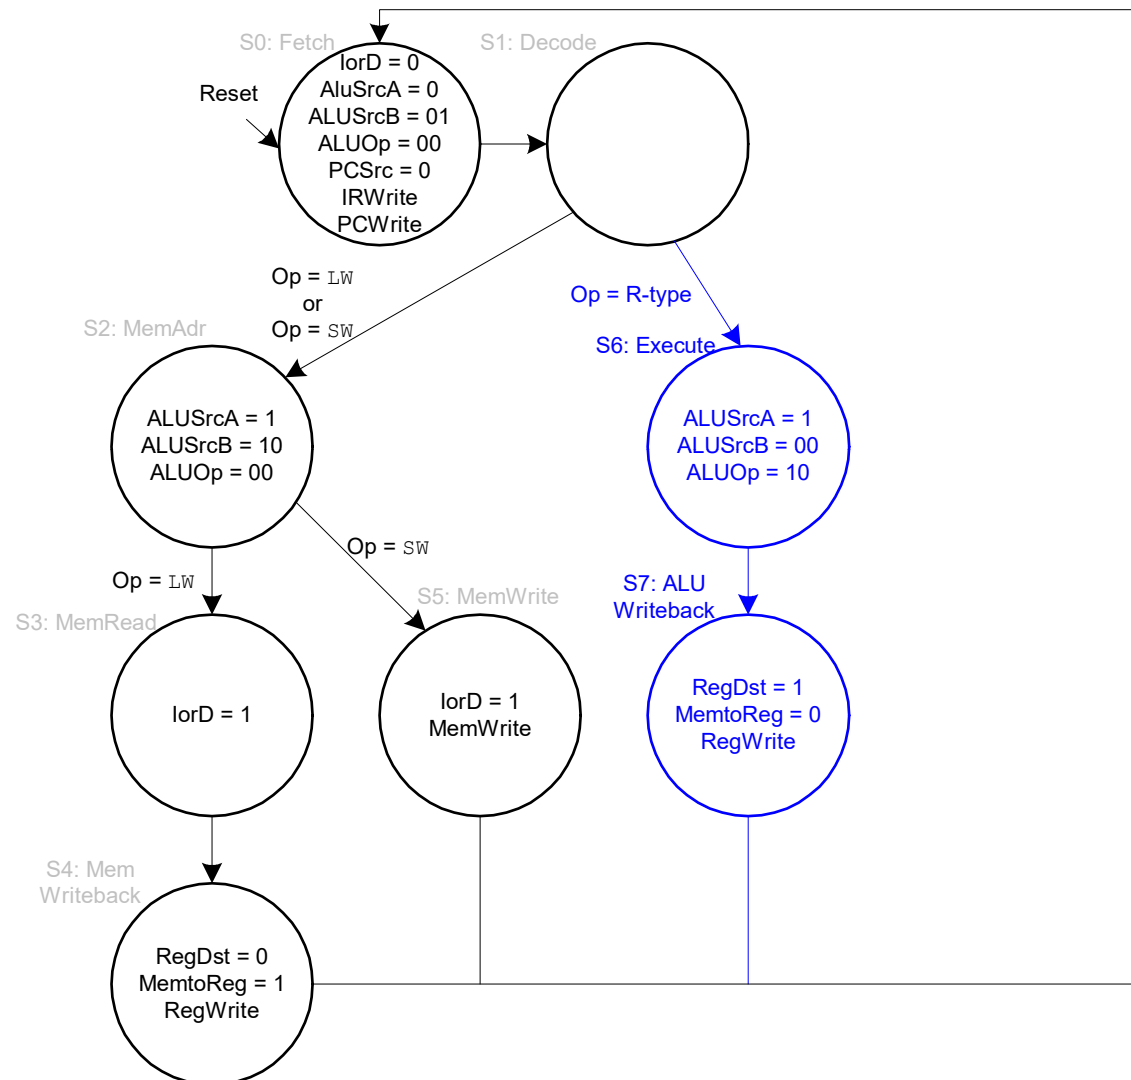 S0: Fetch
S1: Decode
Reset
IorD = 0
AluSrcA = 0
ALUSrcB = 01
ALUOp = 00
PCSrc = 0
IRWrite
PCWrite
Op = LW
or
Op = SW
Op = R-type
S2: MemAdr
S6: Execute
ALUSrcA = 1
ALUSrcB = 10
ALUOp = 00
ALUSrcA = 1
ALUSrcB = 00
ALUOp = 10
Op = SW
Op = LW
S3: MemRead
S5: MemWrite
S7: ALU
Writeback
IorD = 1
IorD = 1
MemWrite
RegDst = 1
MemtoReg = 0
RegWrite
S4: Mem
Writeback
RegDst = 0
MemtoReg = 1
RegWrite